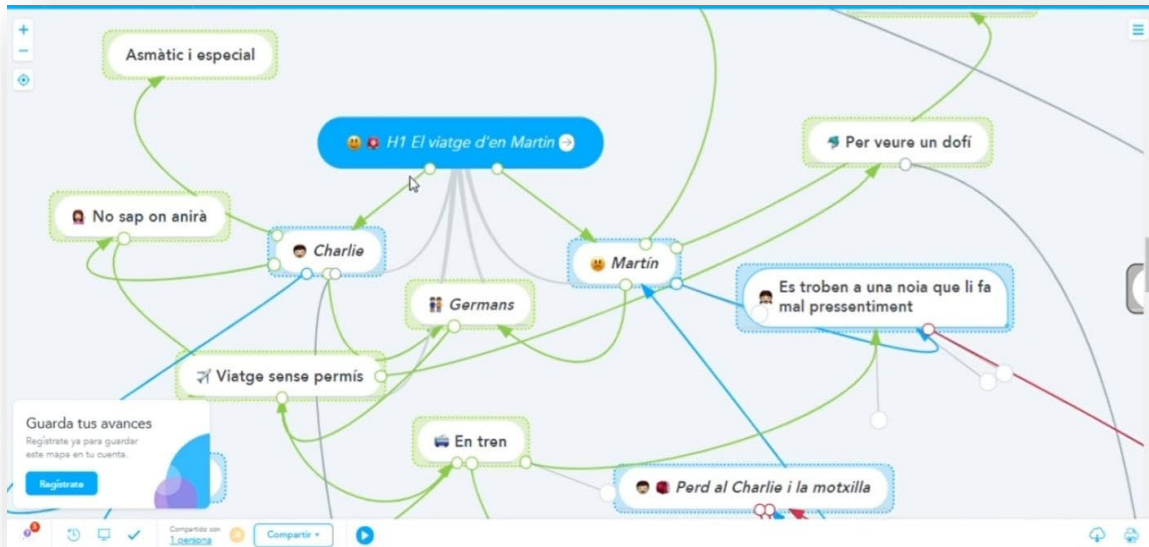 Asmàtic i especial
H1 El viatge d'en Martín
Per veure un dofí
No sap on anirà
Charlie
Martín
Es troben a una noia que li fa
mal pressentiment
Germans
Viatge sense permís
Guarda tus avances
Regístrate ya para guardar
este mapa en tu cuenta.
Regístrate
En tren
Perd al Charlie i la motxilla
Compartido con
1 persona
Compartir